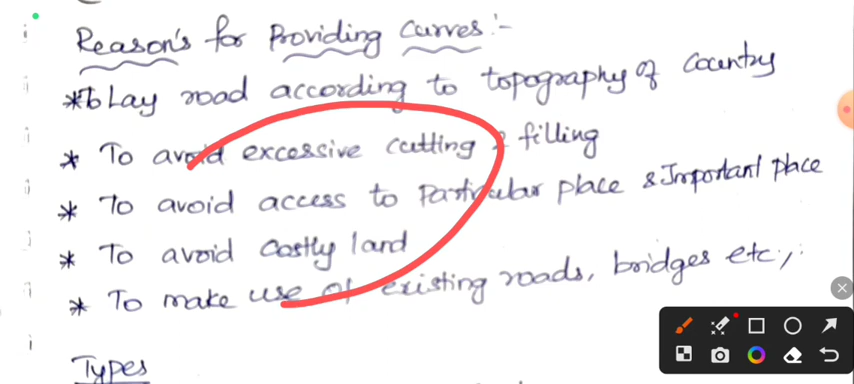 Reason's for Providing Curves :-
* To Lay road according to topography of Country
* To avoid excessive cutting & filling
* To avoid access to Particular place & Important place
* To avoid Costly land
* To make use of existing roads, bridges etc.,
Types